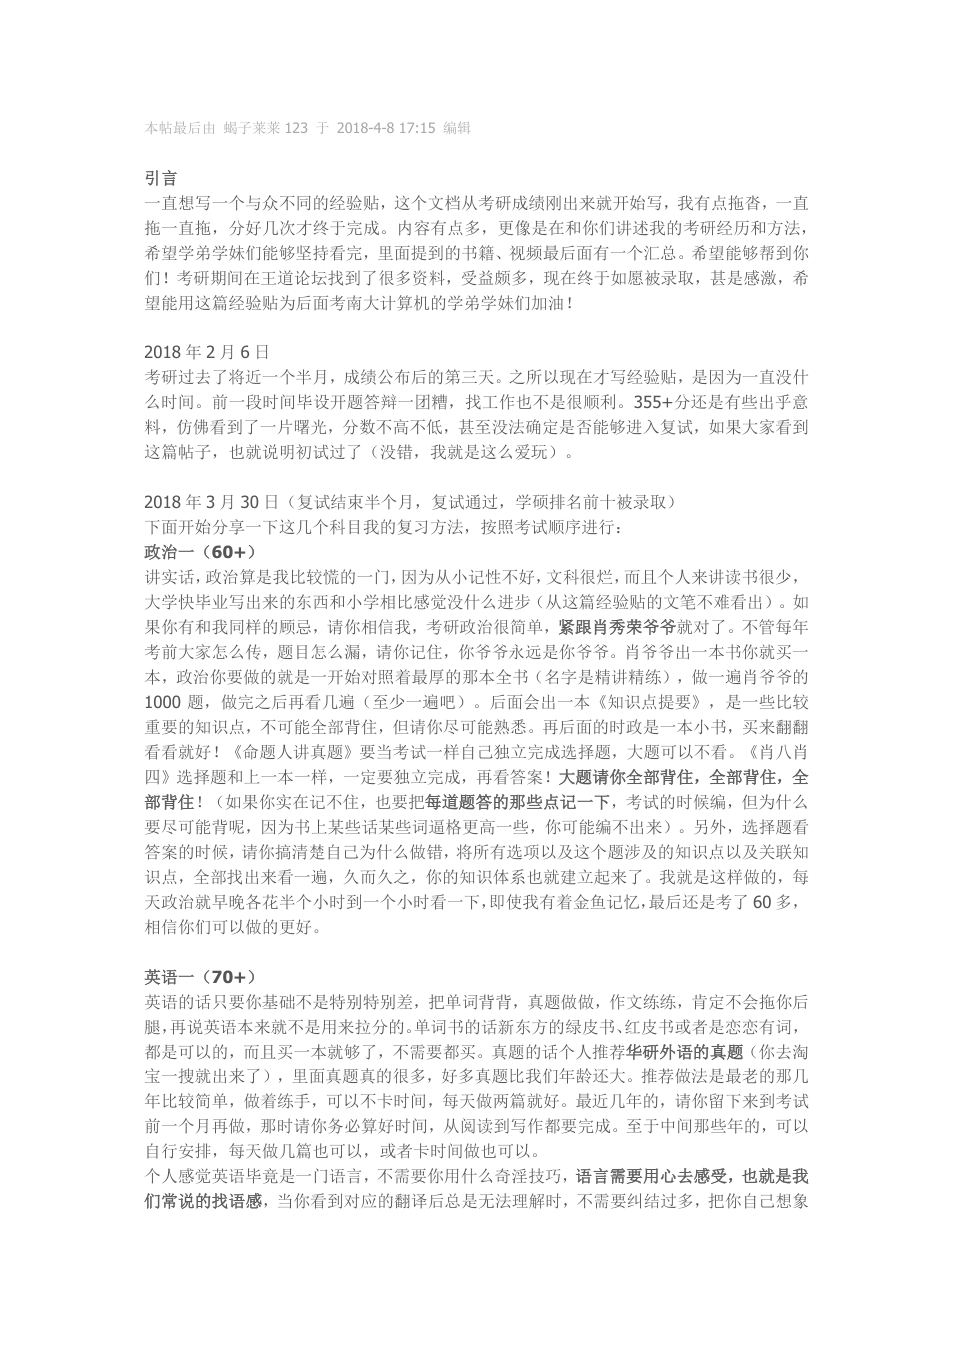 本帖最后由 蝎子莱莱 123 于 2018-4-8 17:15 编辑
引言
一直想写一个与众不同的经验贴，这个文档从考研成绩刚出来就开始写，我有点拖沓，一直
拖一直拖，分好几次才终于完成。内容有点多，更像是在和你们讲述我的考研经历和方法，
希望学弟学妹们能够坚持看完，里面提到的书籍、视频最后面有一个汇总。希望能够帮到你
们！考研期间在王道论坛找到了很多资料，受益颇多，现在终于如愿被录取，甚是感激，希
望能用这篇经验贴为后面考南大计算机的学弟学妹们加油！
2018 年 2 月 6 日
考研过去了将近一个半月，成绩公布后的第三天。之所以现在才写经验贴，是因为一直没什
么时间。前一段时间毕设开题答辩一团糟，找工作也不是很顺利。355+分还是有些出乎意
料，仿佛看到了一片曙光，分数不高不低，甚至没法确定是否能够进入复试，如果大家看到
这篇帖子，也就说明初试过了（没错，我就是这么爱玩）。
2018 年 3 月 30 日（复试结束半个月，复试通过，学硕排名前十被录取）
下面开始分享一下这几个科目我的复习方法，按照考试顺序进行：
政治一（60+）
讲实话，政治算是我比较慌的一门，因为从小记性不好，文科很烂，而且个人来讲读书很少，
大学快毕业写出来的东西和小学相比感觉没什么进步（从这篇经验贴的文笔不难看出）。如
果你有和我同样的顾忌，请你相信我，考研政治很简单，紧跟肖秀荣爷爷就对了。不管每年
考前大家怎么传，题目怎么漏，请你记住，你爷爷永远是你爷爷。肖爷爷出一本书你就买一
本，政治你要做的就是一开始对照着最厚的那本全书（名字是精讲精练），做一遍肖爷爷的
1000 题，做完之后再看几遍（至少一遍吧）。后面会出一本《知识点提要》，是一些比较
重要的知识点，不可能全部背住，但请你尽可能熟悉。再后面的时政是一本小书，买来翻翻
看看就好！《命题人讲真题》要当考试一样自己独立完成选择题，大题可以不看。《肖八肖
四》选择题和上一本一样，一定要独立完成，再看答案！大题请你全部背住，全部背住，全
部背住！（如果你实在记不住，也要把每道题答的那些点记一下，考试的时候编，但为什么
要尽可能背呢，因为书上某些话某些词逼格更高一些，你可能编不出来）。另外，选择题看
答案的时候，请你搞清楚自己为什么做错，将所有选项以及这个题涉及的知识点以及关联知
识点，全部找出来看一遍，久而久之，你的知识体系也就建立起来了。我就是这样做的，每
天政治就早晚各花半个小时到一个小时看一下，即使我有着金鱼记忆，最后还是考了 60 多，
相信你们可以做的更好。
英语一（70+）
英语的话只要你基础不是特别特别差，把单词背背，真题做做，作文练练，肯定不会拖你后
腿，再说英语本来就不是用来拉分的。单词书的话新东方的绿皮书、红皮书或者是恋恋有词，
都是可以的，而且买一本就够了，不需要都买。真题的话个人推荐华研外语的真题（你去淘
宝一搜就出来了），里面真题真的很多，好多真题比我们年龄还大。推荐做法是最老的那几
年比较简单，做着练手，可以不卡时间，每天做两篇就好。最近几年的，请你留下来到考试
前一个月再做，那时请你务必算好时间，从阅读到写作都要完成。至于中间那些年的，可以
自行安排，每天做几篇也可以，或者卡时间做也可以。
个人感觉英语毕竟是一门语言，不需要你用什么奇淫技巧，语言需要用心去感受，也就是我
们常说的找语感，当你看到对应的翻译后总是无法理解时，不需要纠结过多，把你自己想象